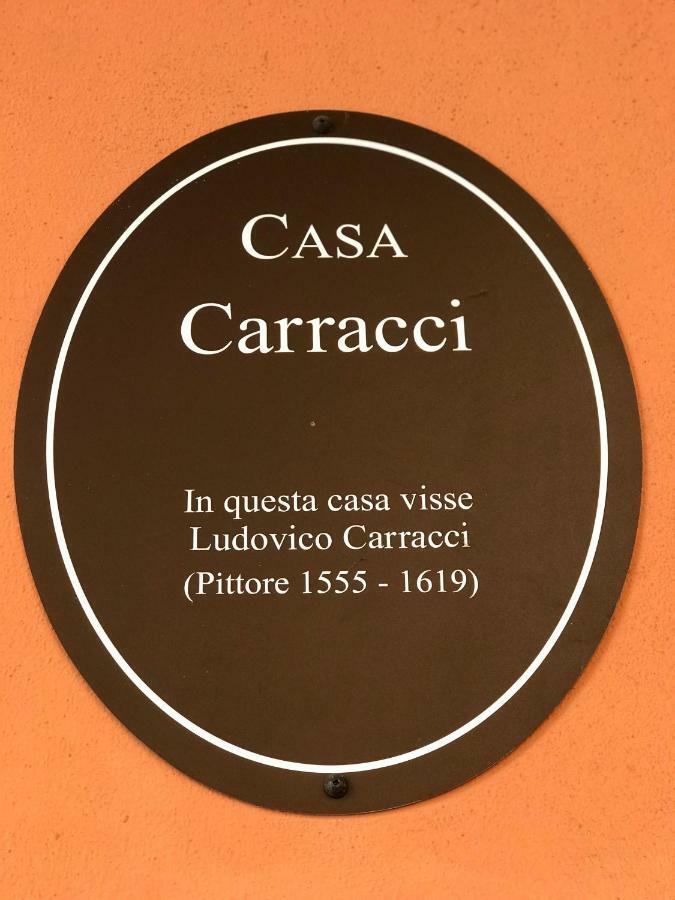 CASA
Carracci
In questa casa visse
Ludovico Carracci
(Pittore 1555 - 1619)